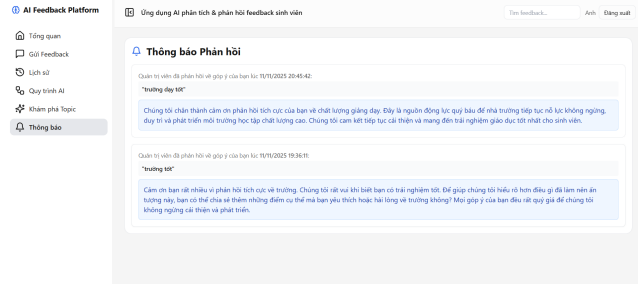 AI Feedback Platform
Ứng dụng AI phân tích & phản hồi feedback sinh viên
Tìm feedback...
Anh
Đăng xuất
Tổng quan
Gửi Feedback
Lịch sử
Quy trình AI
Khám phá Topic
Thông báo
Thông báo Phản hồi
Quản trị viên đã phản hồi về góp ý của bạn lúc 11/11/2025 20:45:42:
"trường dạy tốt"
Chúng tôi chân thành cảm ơn phản hồi tích cực của bạn về chất lượng giảng dạy. Đây là nguồn động lực quý báu để nhà trường tiếp tục nỗ lực không ngừng,
duy trì và phát triển môi trường học tập chất lượng cao. Chúng tôi cam kết tiếp tục cải thiện và mang đến trải nghiệm giáo dục tốt nhất cho sinh viên.
Quản trị viên đã phản hồi về góp ý của bạn lúc 11/11/2025 19:36:11:
"trường tốt"
Cảm ơn bạn rất nhiều vì phản hồi tích cực về trường. Chúng tôi rất vui khi biết bạn có trải nghiệm tốt. Để giúp chúng tôi hiểu rõ hơn điều gì đã làm nên ấn
tượng này, bạn có thể chia sẻ thêm những điểm cụ thể mà bạn yêu thích hoặc hài lòng về trường không? Mọi góp ý của bạn đều rất quý giá để chúng tôi
không ngừng cải thiện và phát triển.